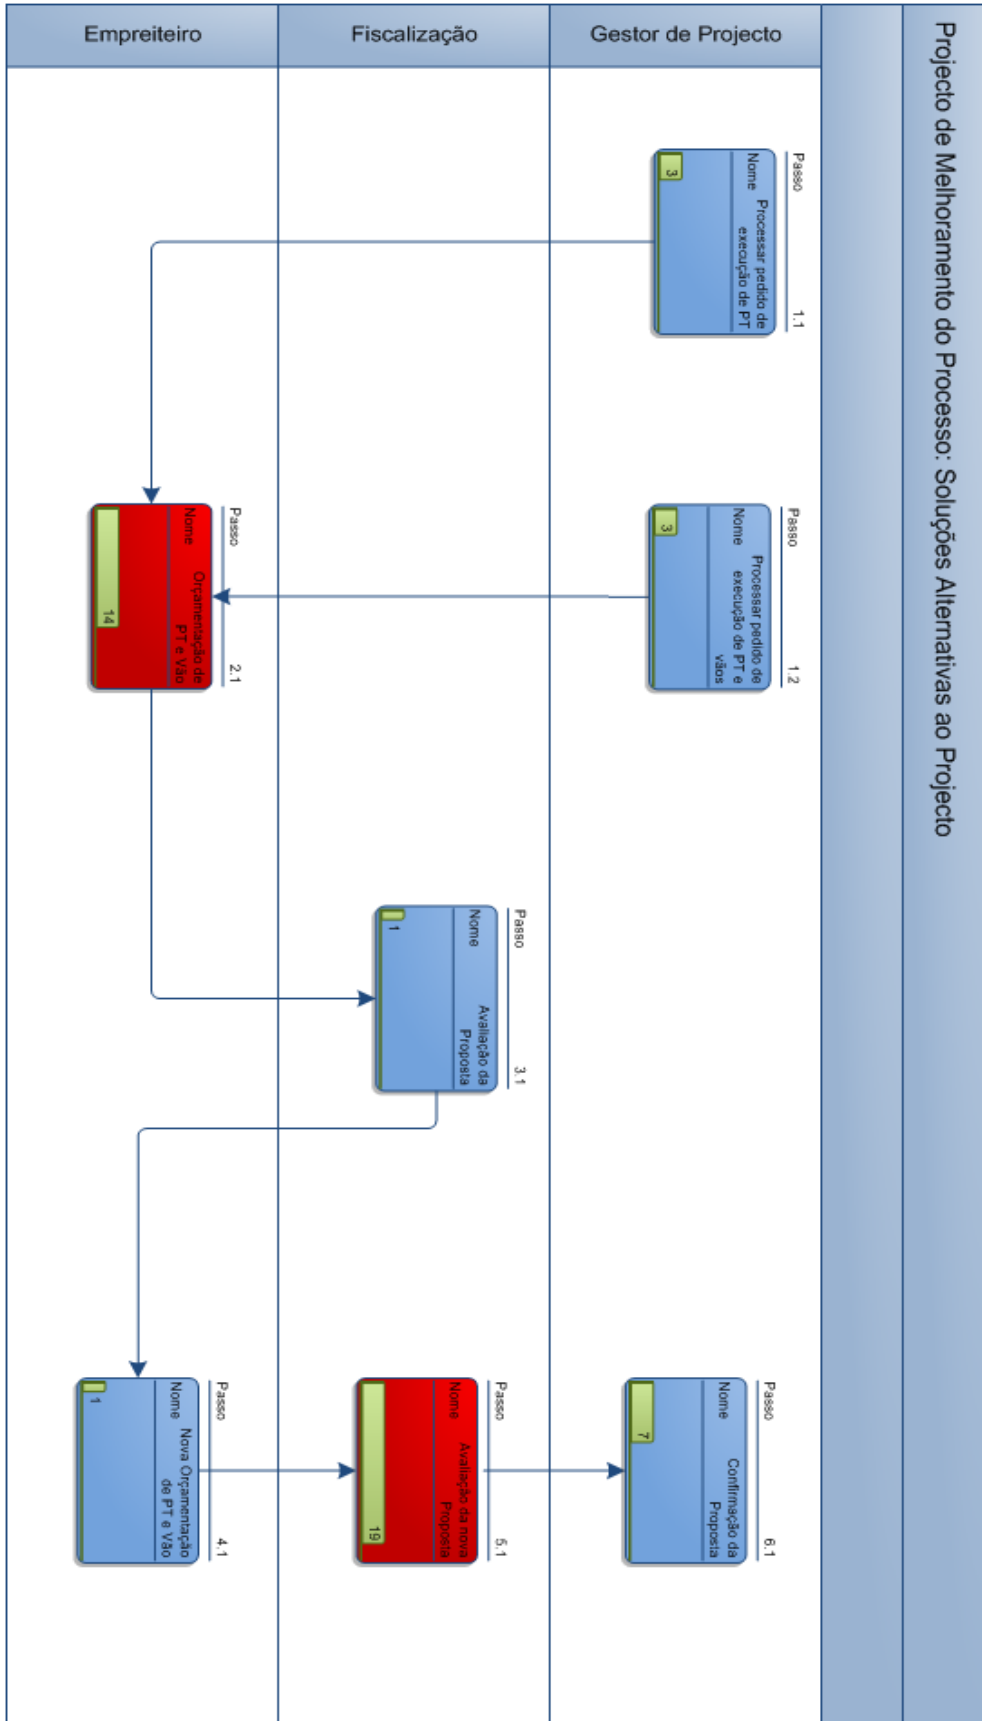 Projecto de Melhoramento do Processo: Soluções Alternativas ao Projecto
Gestor de Projecto
Passo 1.1
Nome Processar pedido de
execução de PT
3
Passo 1.2
Nome Processar pedido de
execução de PT e
vãos
3
Passo 6.1
Nome Confirmação da
Proposta
7
Fiscalização
Passo 3.1
Nome Avaliação da
Proposta
1
Passo 5.1
Nome Avaliação da nova
Proposta
19
Empreiteiro
Passo 2.1
Nome Orçamentação de
PT e Vão
14
Passo 4.1
Nome Nova Orçamentação
de PT e Vão
1